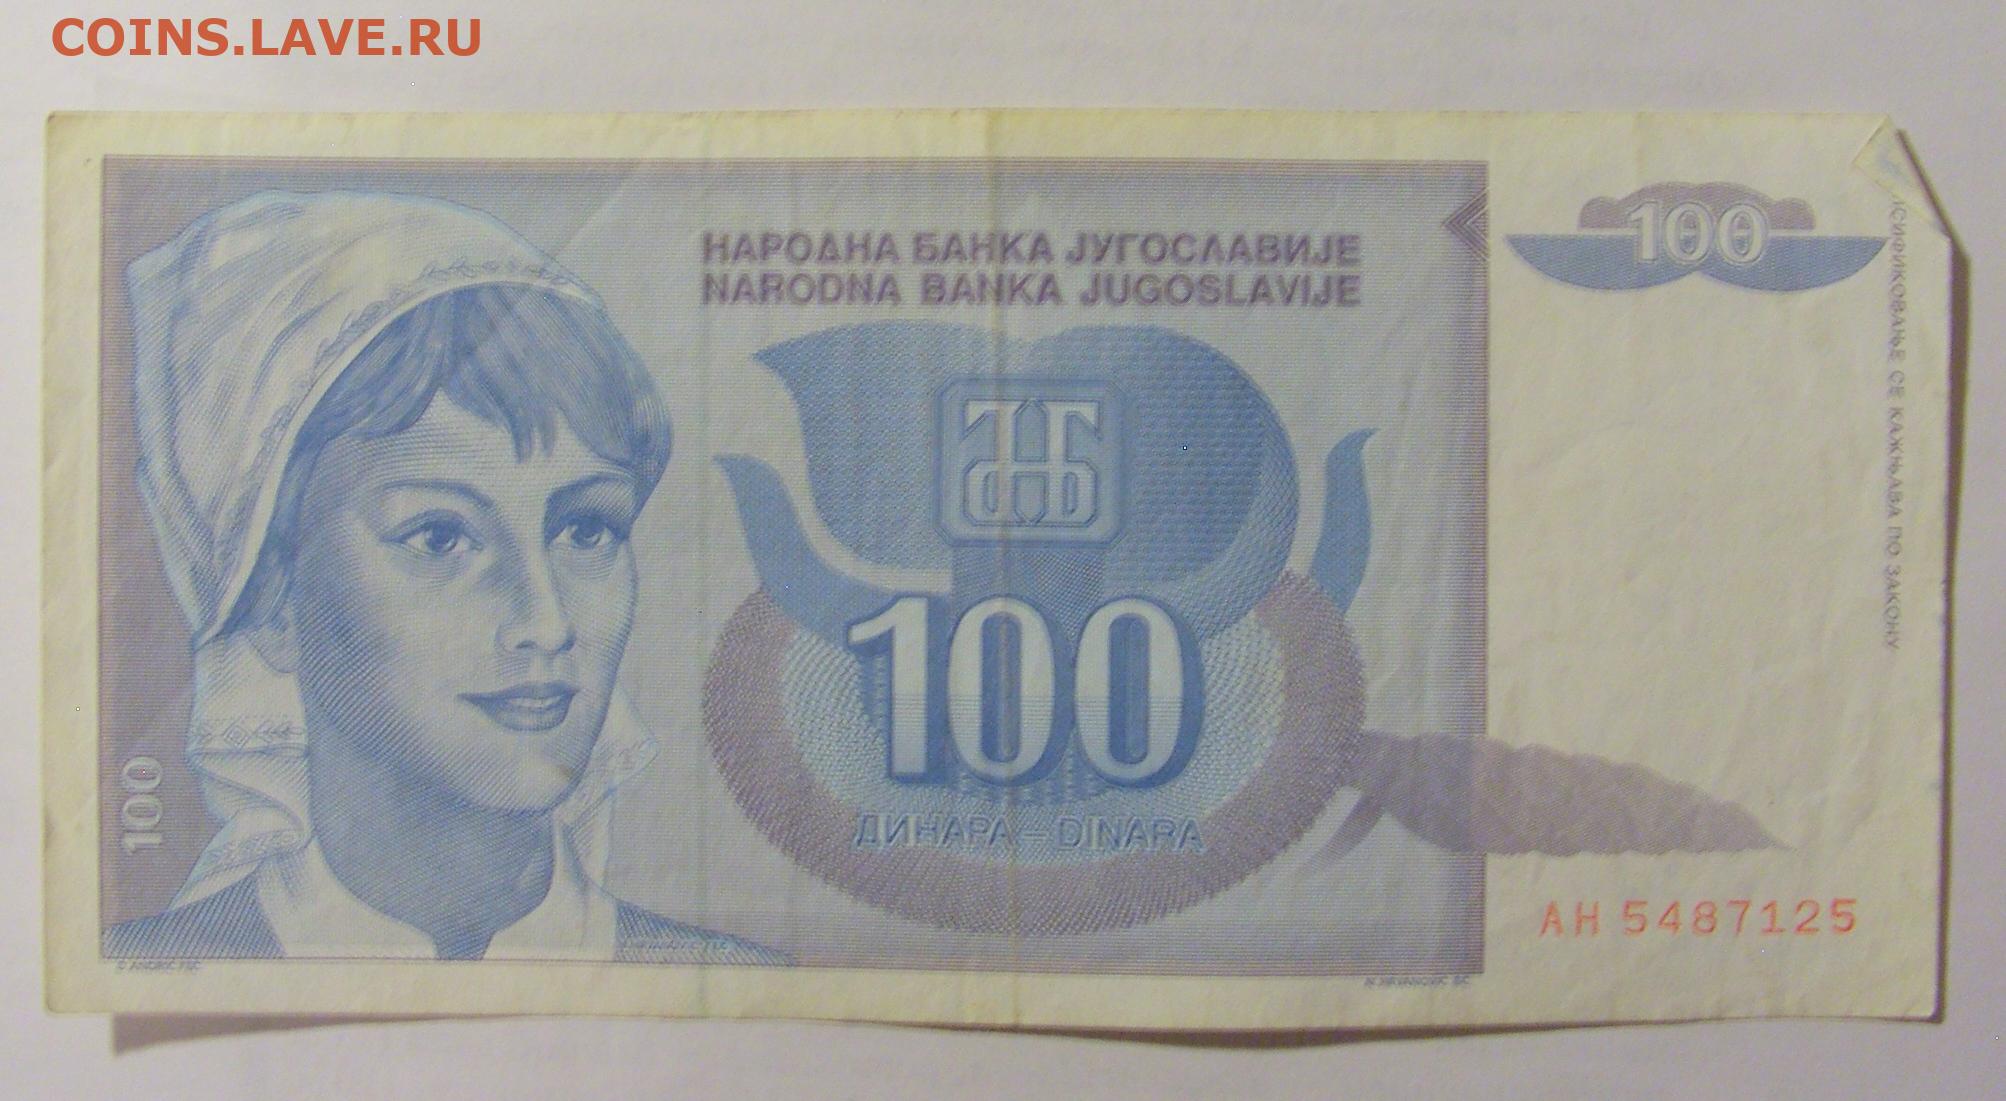 COINS.LAVE.RU
НАРОДНА БАНКА ЈУГОСЛАВИЈЕ
NARODNA BANKA JUGOSLAVIJE
100
СЕ КАЖЊАВА ПО ЗАКОНУ
100
ДИНАРА – DINARA
100
АН 5487125